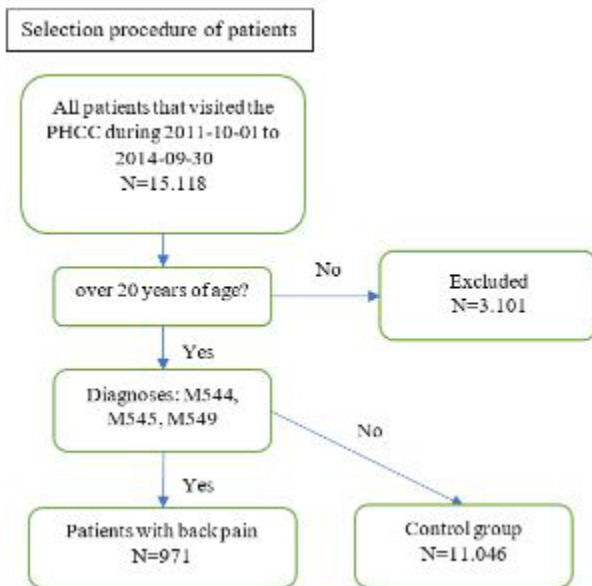 Selection procedure of patients
All patients that visited the
PHCC during 2011-10-01 to
2014-09-30
N=15.118
over 20 years of age?
No
Excluded
N=3.101
Yes
Diagnoses: M544,
M545, M549
No
Yes
Patients with back pain
N=971
Control group
N=11.046